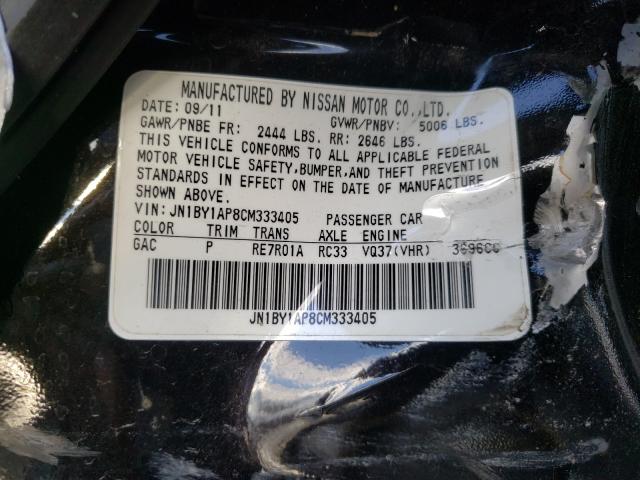 MANUFACTURED BY NISSAN MOTOR CO.,LTD.
DATE: 09/11 GVWR/PNBV: 5006 LBS.
GAWR/PNBE FR: 2444 LBS. RR: 2646 LBS.
THIS VEHICLE CONFORMS TO ALL APPLICABLE FEDERAL
MOTOR VEHICLE SAFETY,BUMPER,AND THEFT PREVENTION
STANDARDS IN EFFECT ON THE DATE OF MANUFACTURE
SHOWN ABOVE.
VIN: JN1BY1AP8CM333405 PASSENGER CAR
COLOR TRIM TRANS AXLE ENGINE
GAC P RE7R01A RC33 VQ37(VHR) 3696CC
JN1BY1AP8CM333405